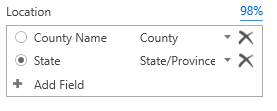 Location 98%
County Name County
State State/Province
Add Field